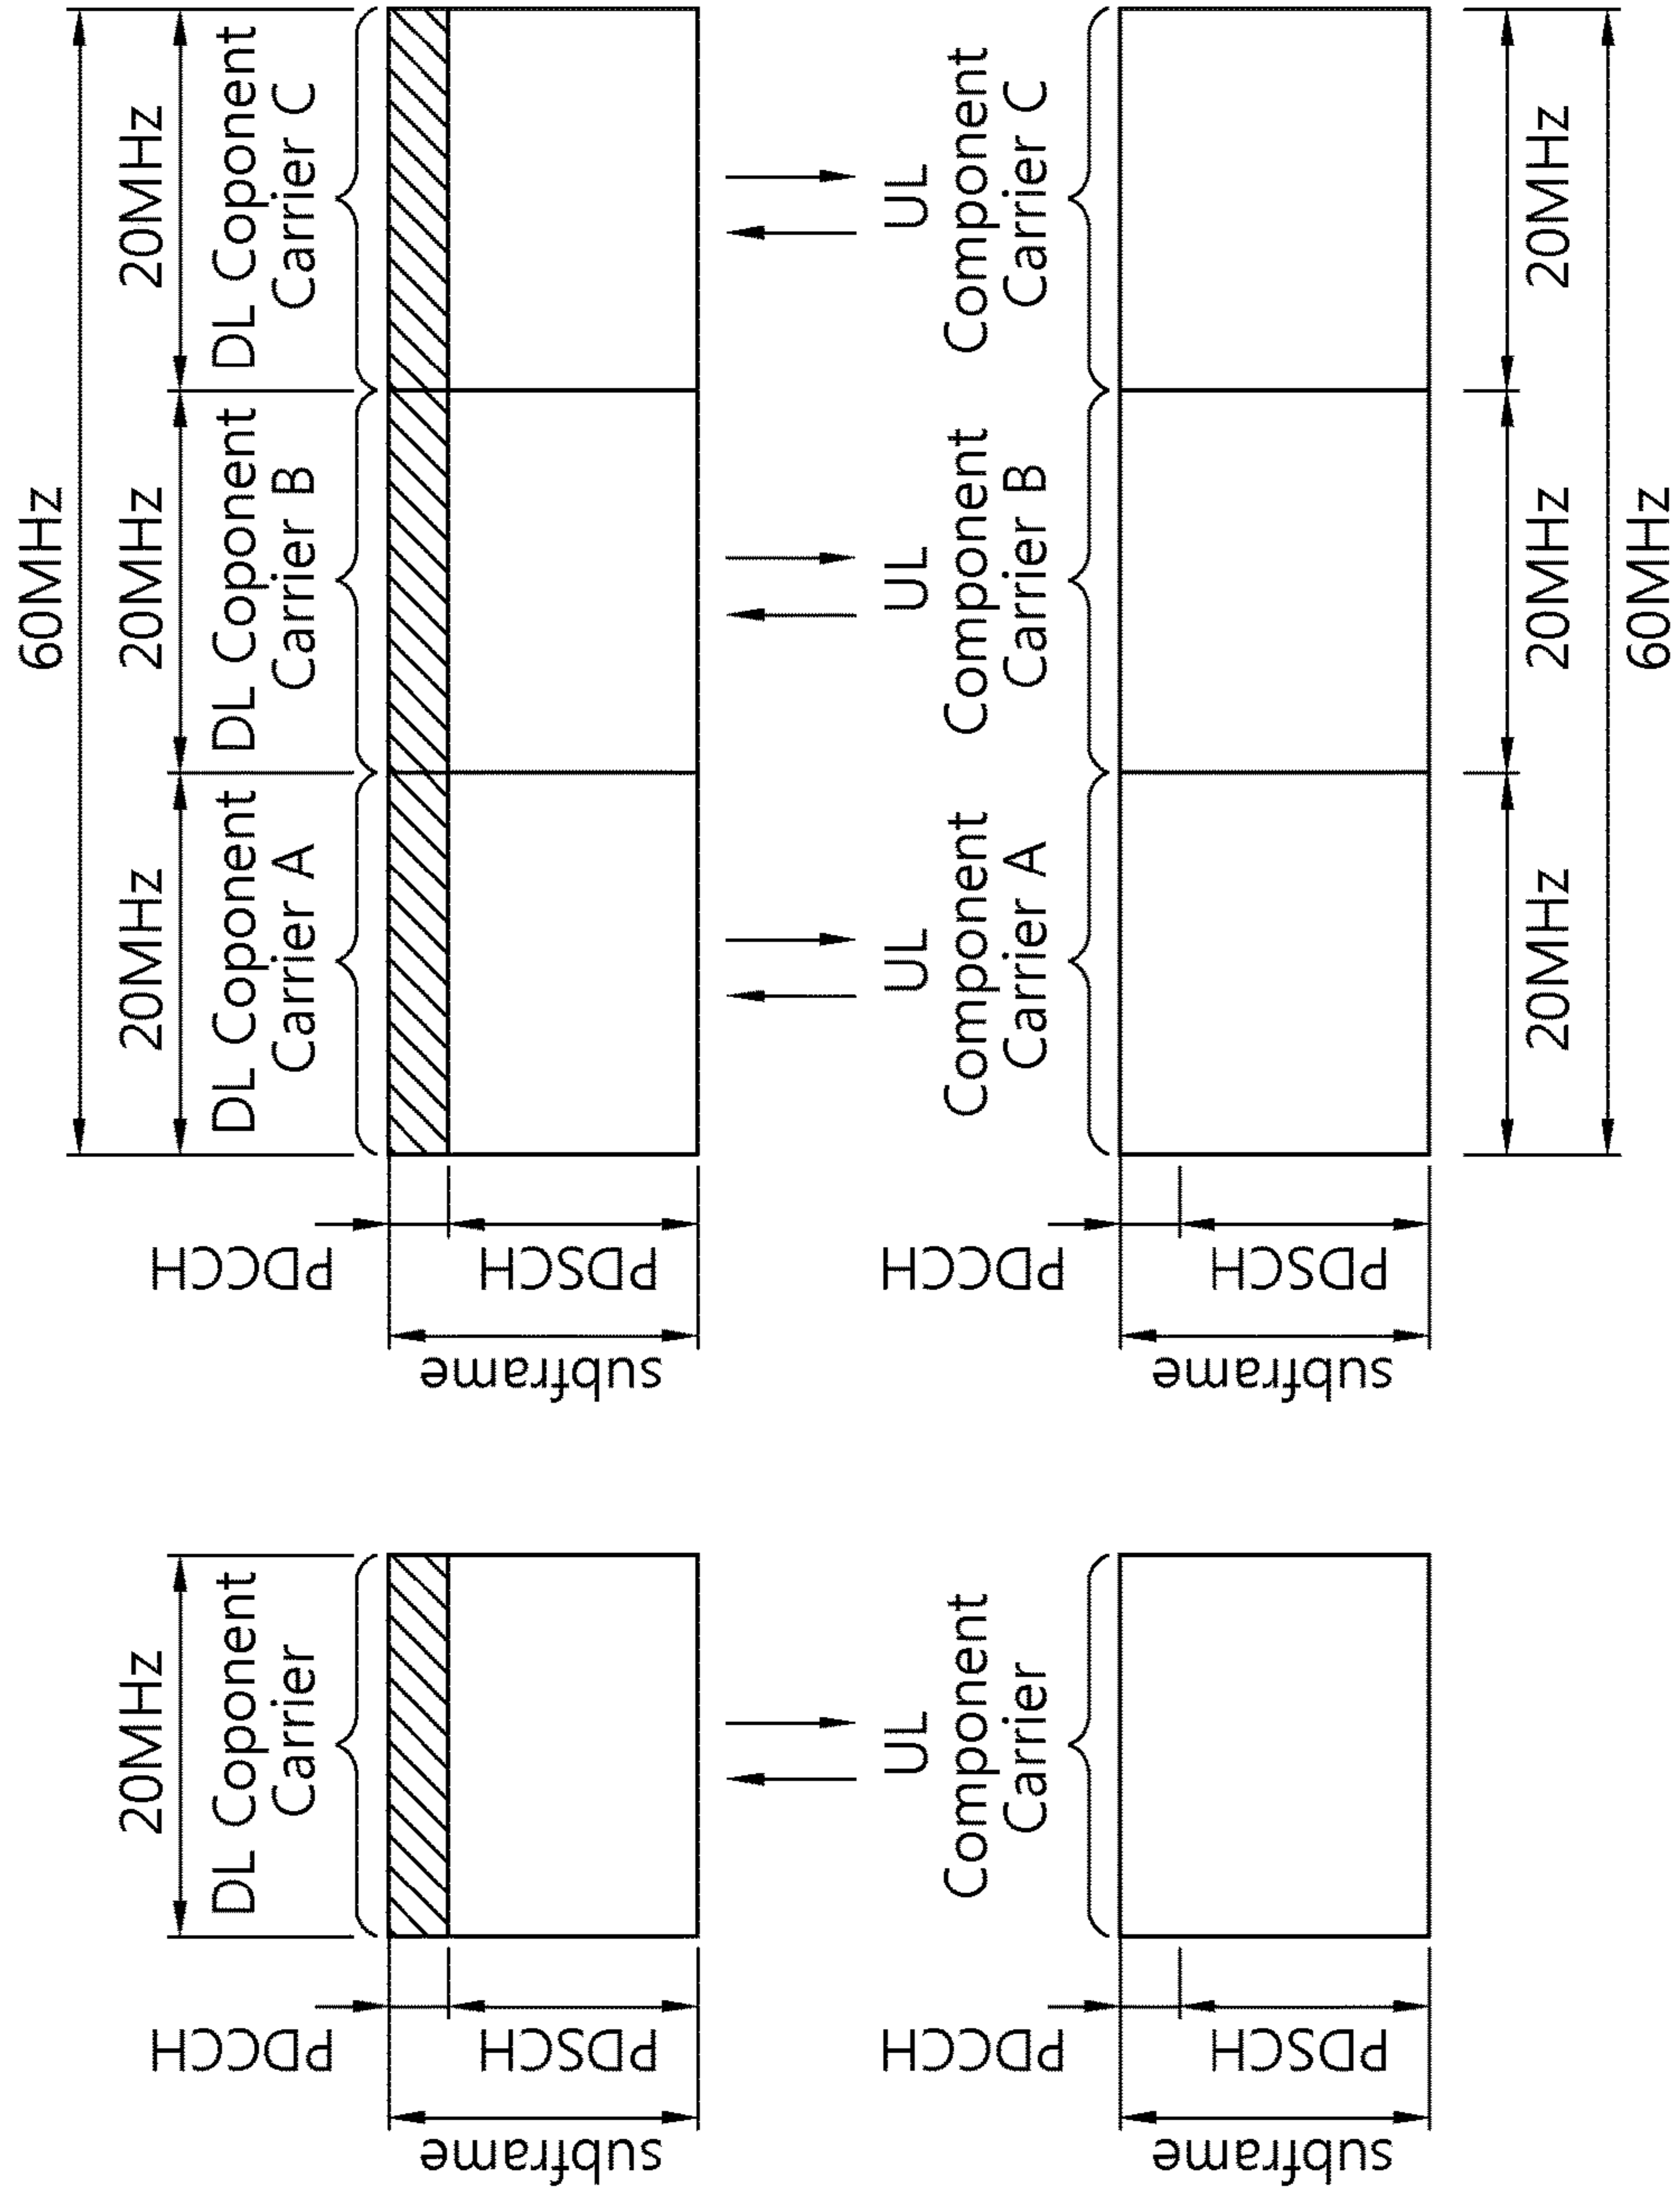 20MHz
DL Coponent
Carrier
PDCCH
PDSCH
subframe
UL
Component
Carrier
PDCCH
PDSCH
subframe
60MHz
20MHz
20MHz
20MHz
DL Coponent
Carrier A
DL Coponent
Carrier B
DL Coponent
Carrier C
PDCCH
PDSCH
subframe
UL
Component
Carrier A
UL
Component
Carrier B
UL
Component
Carrier C
PDCCH
PDSCH
subframe
20MHz
20MHz
20MHz
60MHz